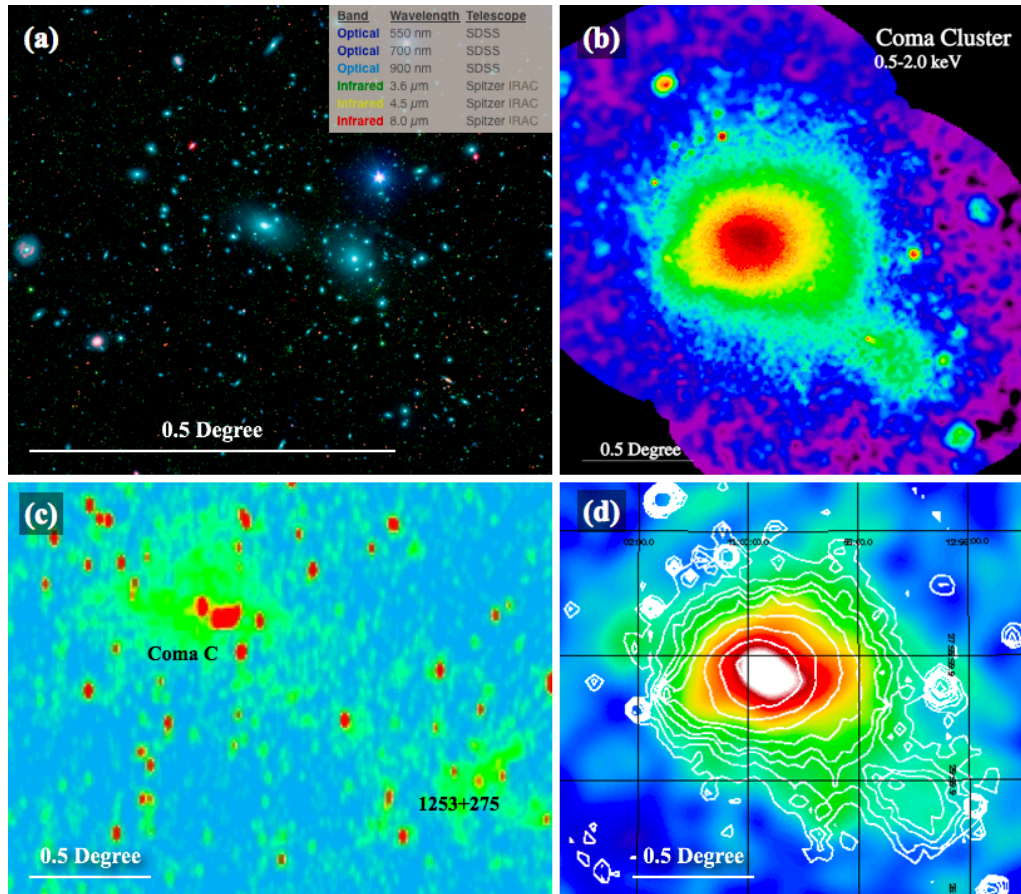 (a)
Band Wavelength Telescope
Optical 550 nm SDSS
Optical 700 nm SDSS
Optical 900 nm SDSS
Infrared 3.6 μm Spitzer IRAC
Infrared 4.5 μm Spitzer IRAC
Infrared 8.0 μm Spitzer IRAC
0.5 Degree
(b)
Coma Cluster
0.5-2.0 keV
0.5 Degree
(c)
Coma C
1253+275
0.5 Degree
(d)
0.5 Degree